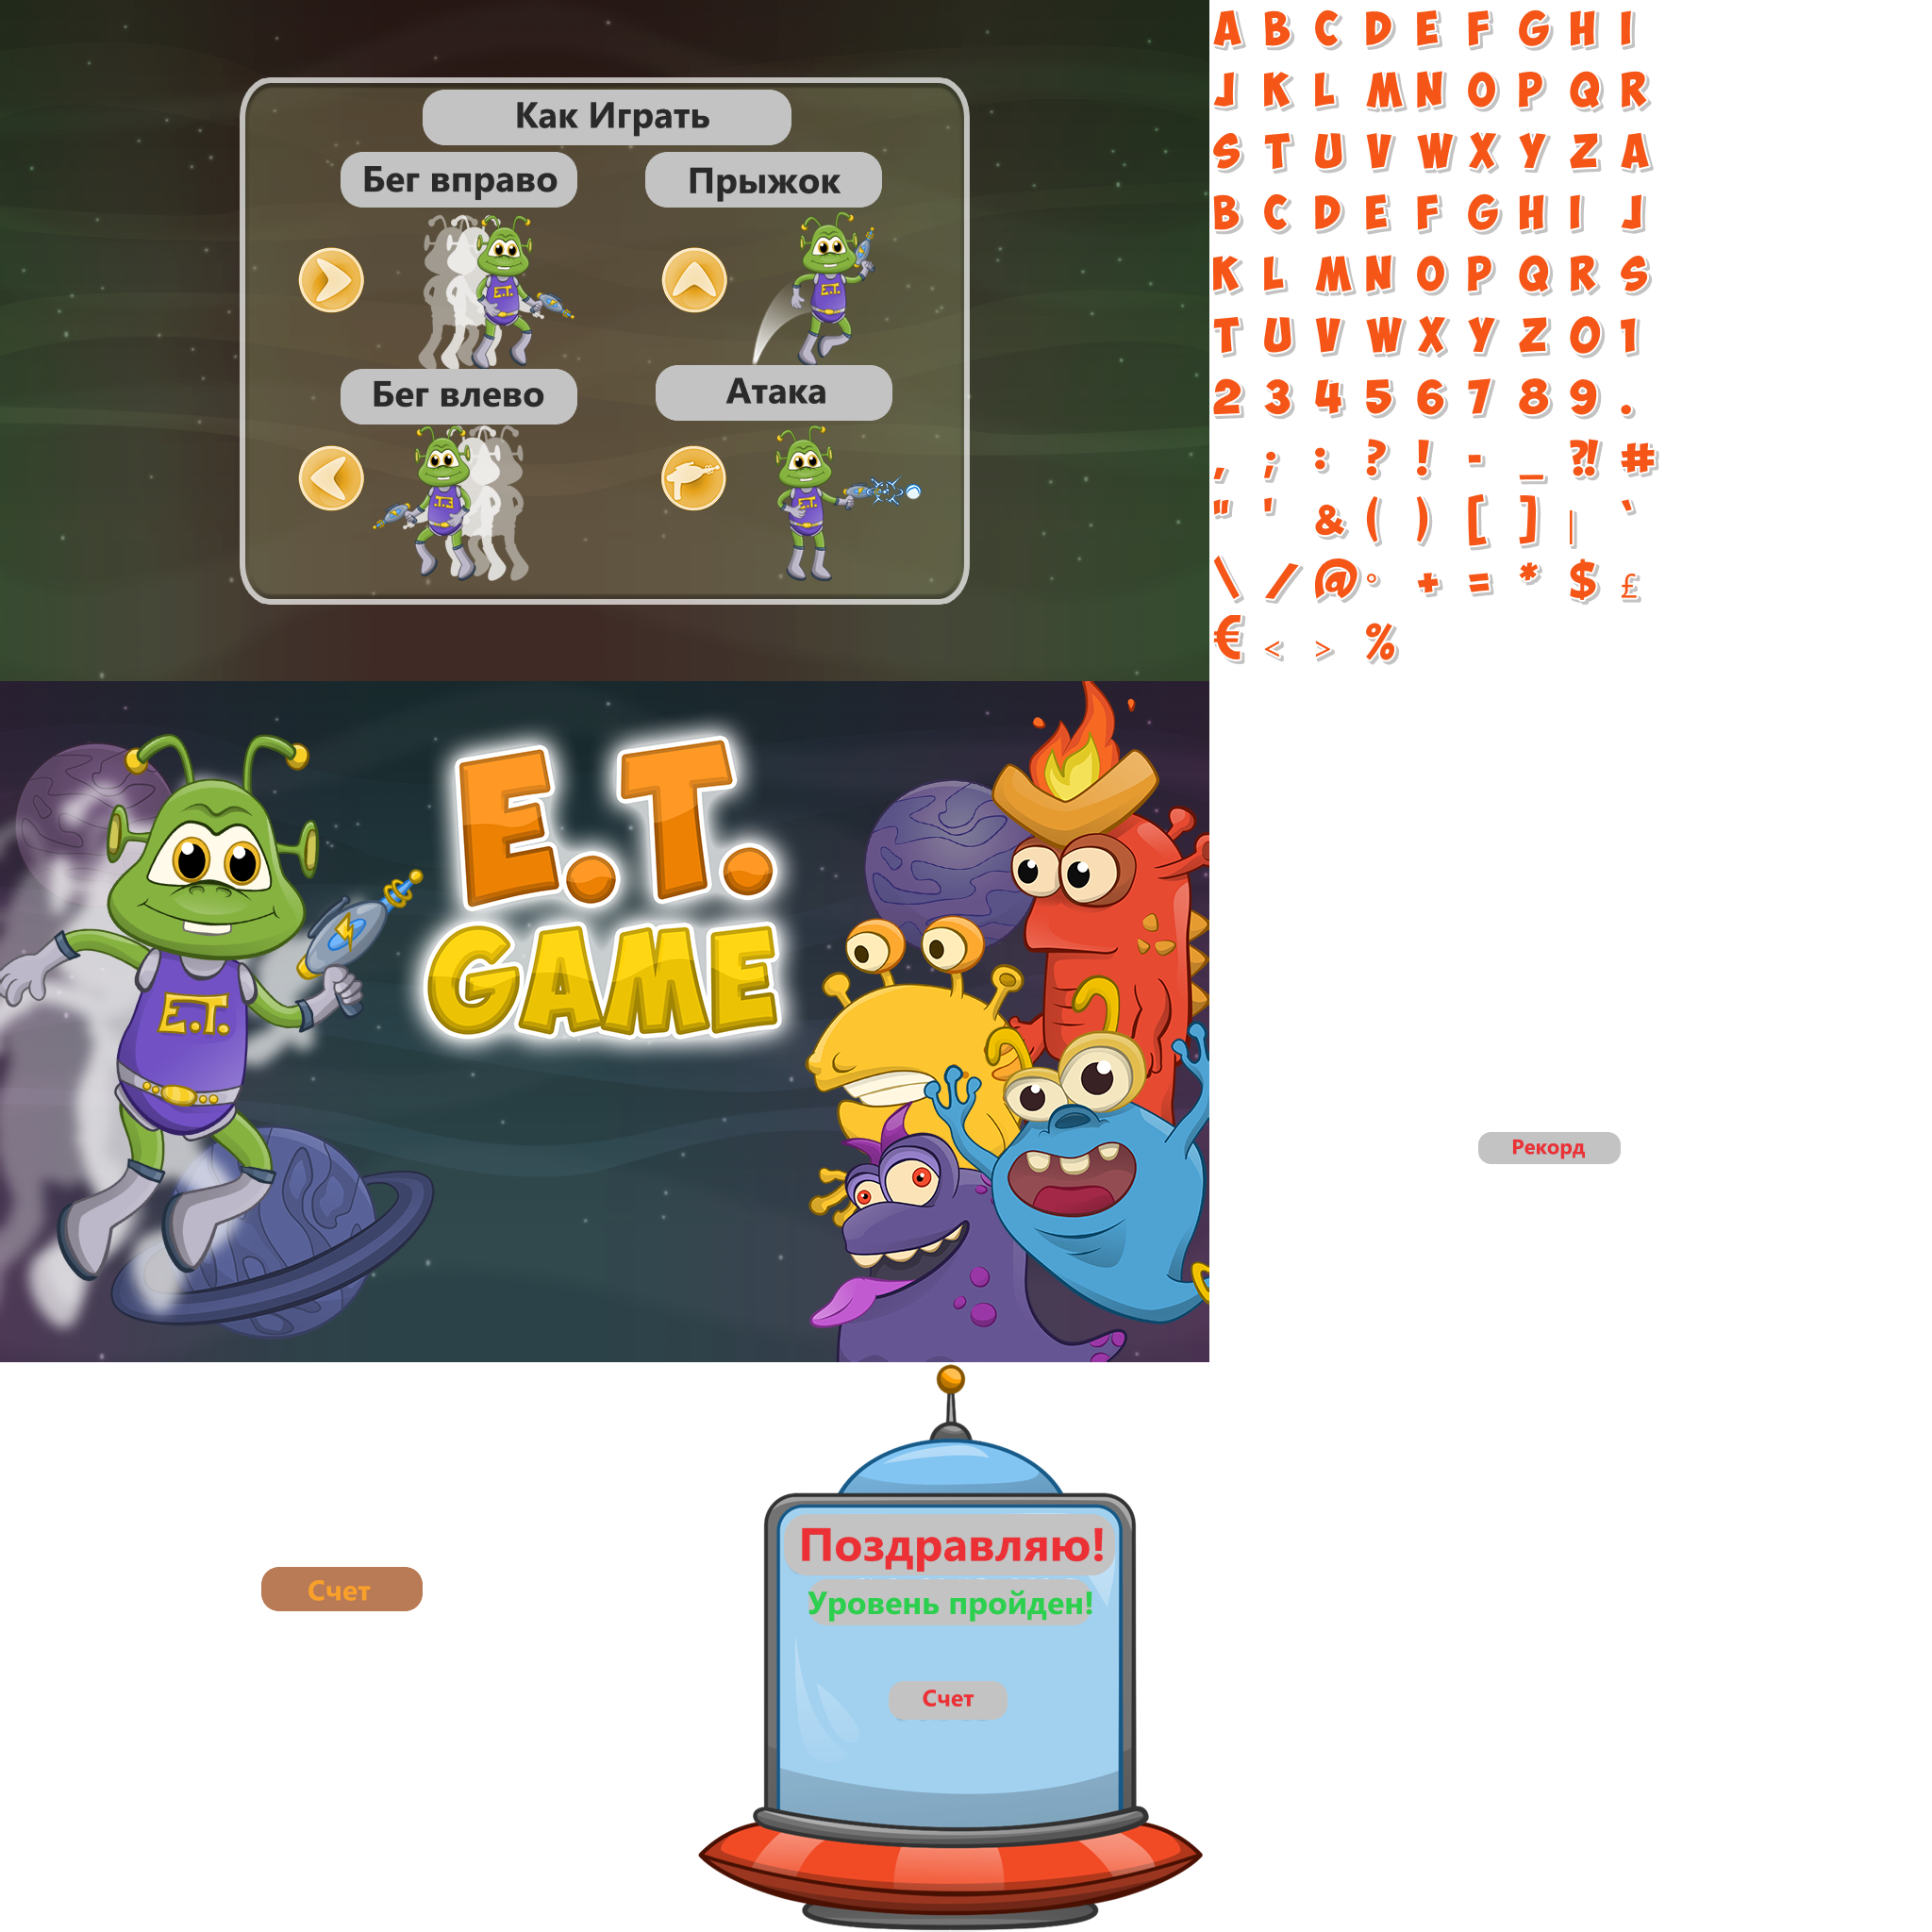 Как Играть
Бег вправо
Прыжок
E.T.
E.T.
Бег влево
Атака
E.T.
E.T.
A B C D E F G H I
J K L M N O P Q R
S T U V W X Y Z A
B C D E F G H I J
K L M N O P Q R S
T U V W X Y Z 0 1
2 3 4 5 6 7 8 9 .
, ; : ? ! - _ ⁈ #
" ' & ( ) [ ] | `
\ / @ ° + = * $ £
€ < > %
E.T.
GAME
E.T.
Рекорд
Счет
Поздравляю!
Уровень пройден!
Счет